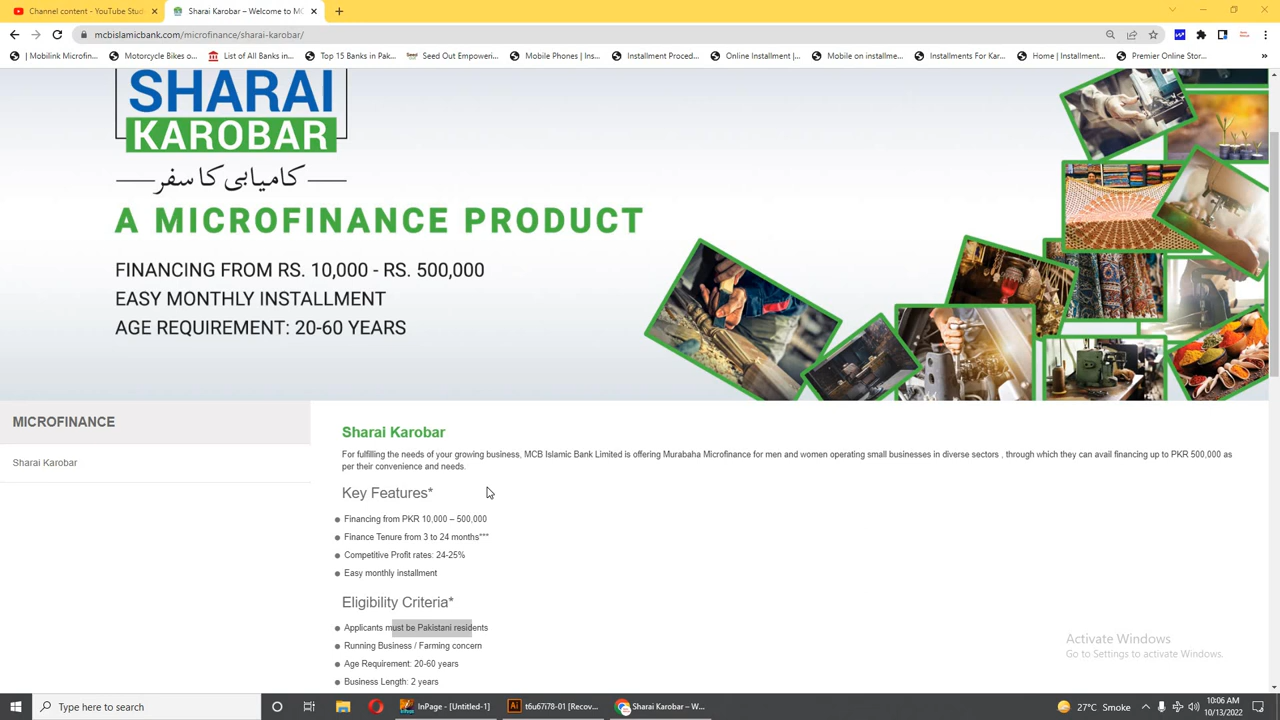 Channel content - YouTube Studio
Sharai Karobar – Welcome to MC
mcbislamicbank.com/microfinance/sharai-karobar/
| Mobilink Microfin...
Motorcycle Bikes o...
List of All Banks in...
Top 15 Banks in Pak...
Seed Out Empoweri...
Mobile Phones | Ins...
Installment Proced...
Online Installment |...
Mobile on installme...
Installments For Kar...
Home | Installment...
Premier Online Stor...
SHARAI
KAROBAR
کامیابی کا سفر
A MICROFINANCE PRODUCT
FINANCING FROM RS. 10,000 - RS. 500,000
EASY MONTHLY INSTALLMENT
AGE REQUIREMENT: 20-60 YEARS
MICROFINANCE
Sharai Karobar
Sharai Karobar
For fulfilling the needs of your growing business, MCB Islamic Bank Limited is offering Murabaha Microfinance for men and women operating small businesses in diverse sectors , through which they can avail financing up to PKR 500,000 as
per their convenience and needs.
Key Features*
Financing from PKR 10,000 – 500,000
Finance Tenure from 3 to 24 months***
Competitive Profit rates: 24-25%
Easy monthly installment
Eligibility Criteria*
Applicants must be Pakistani residents
Running Business / Farming concern
Age Requirement: 20-60 years
Business Length: 2 years
Activate Windows
Go to Settings to activate Windows.
Type here to search
InPage - [Untitled-1]
t6u67i78-01 [Recov...
Sharai Karobar – W...
27°C Smoke
10:06 AM
10/13/2022